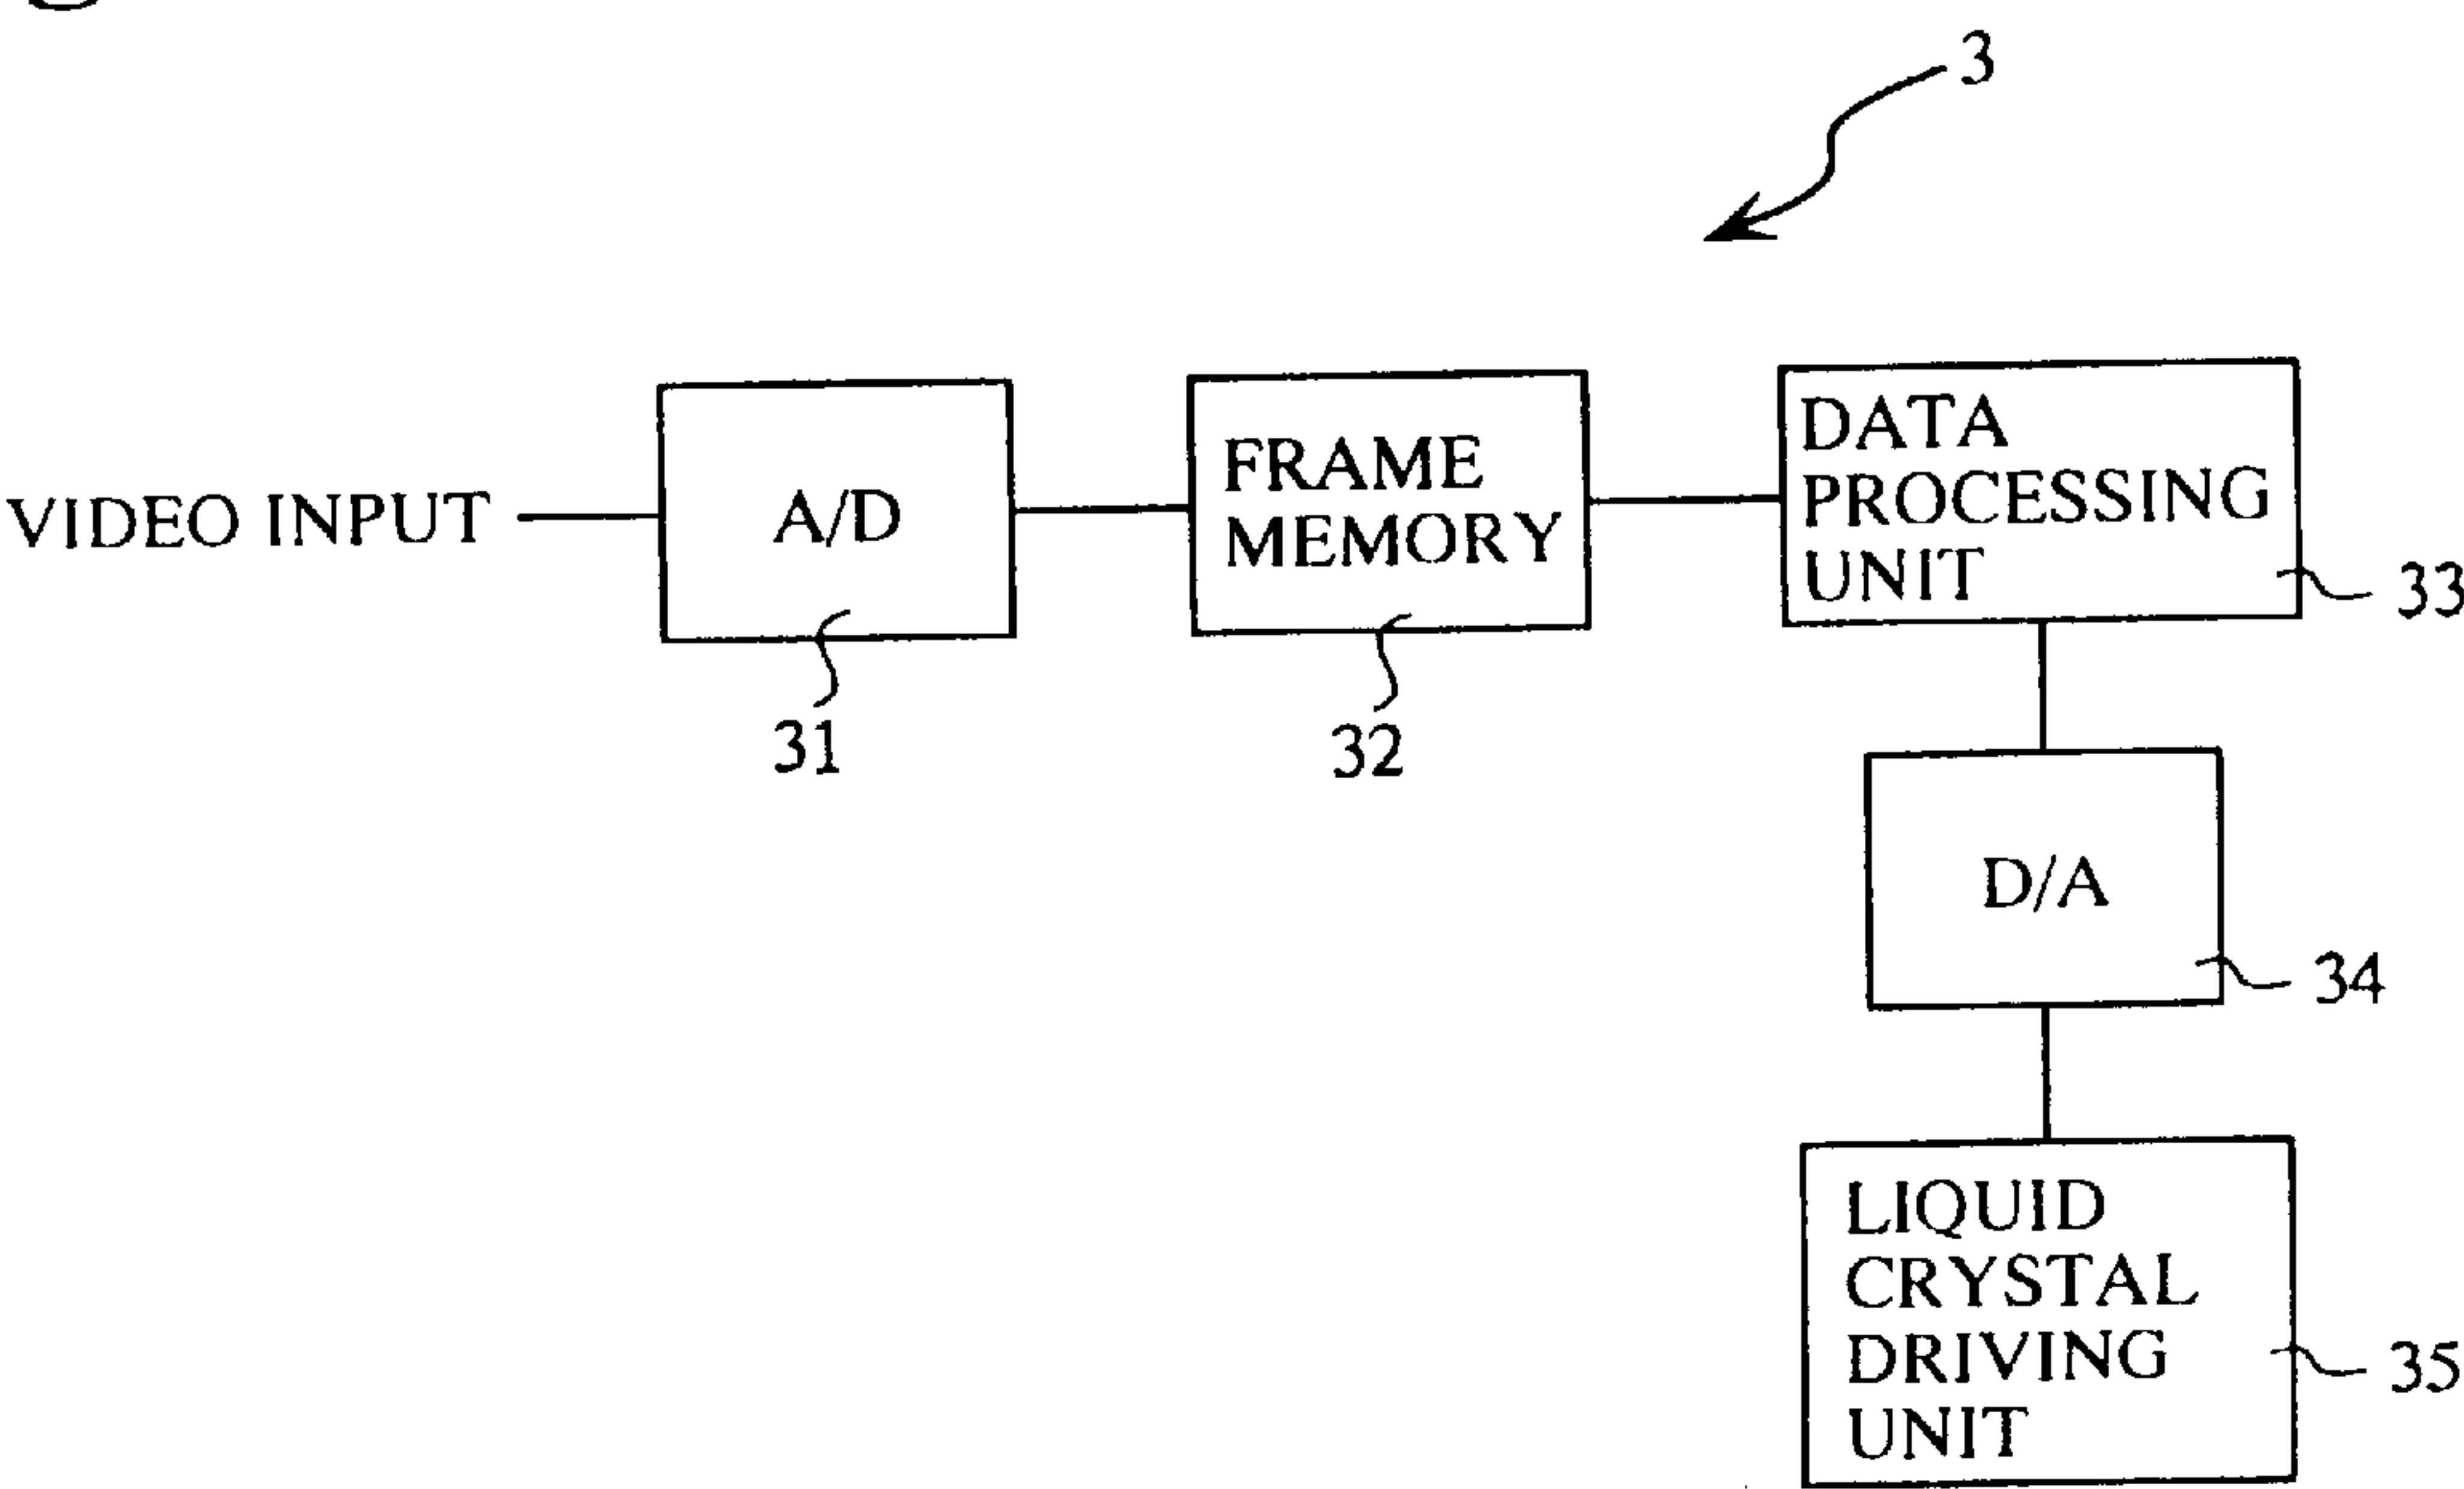 3
VIDEO INPUT
A/D
31
FRAME
MEMORY
32
DATA
PROCESSING
UNIT
33
D/A
34
LIQUID
CRYSTAL
DRIVING
UNIT
35